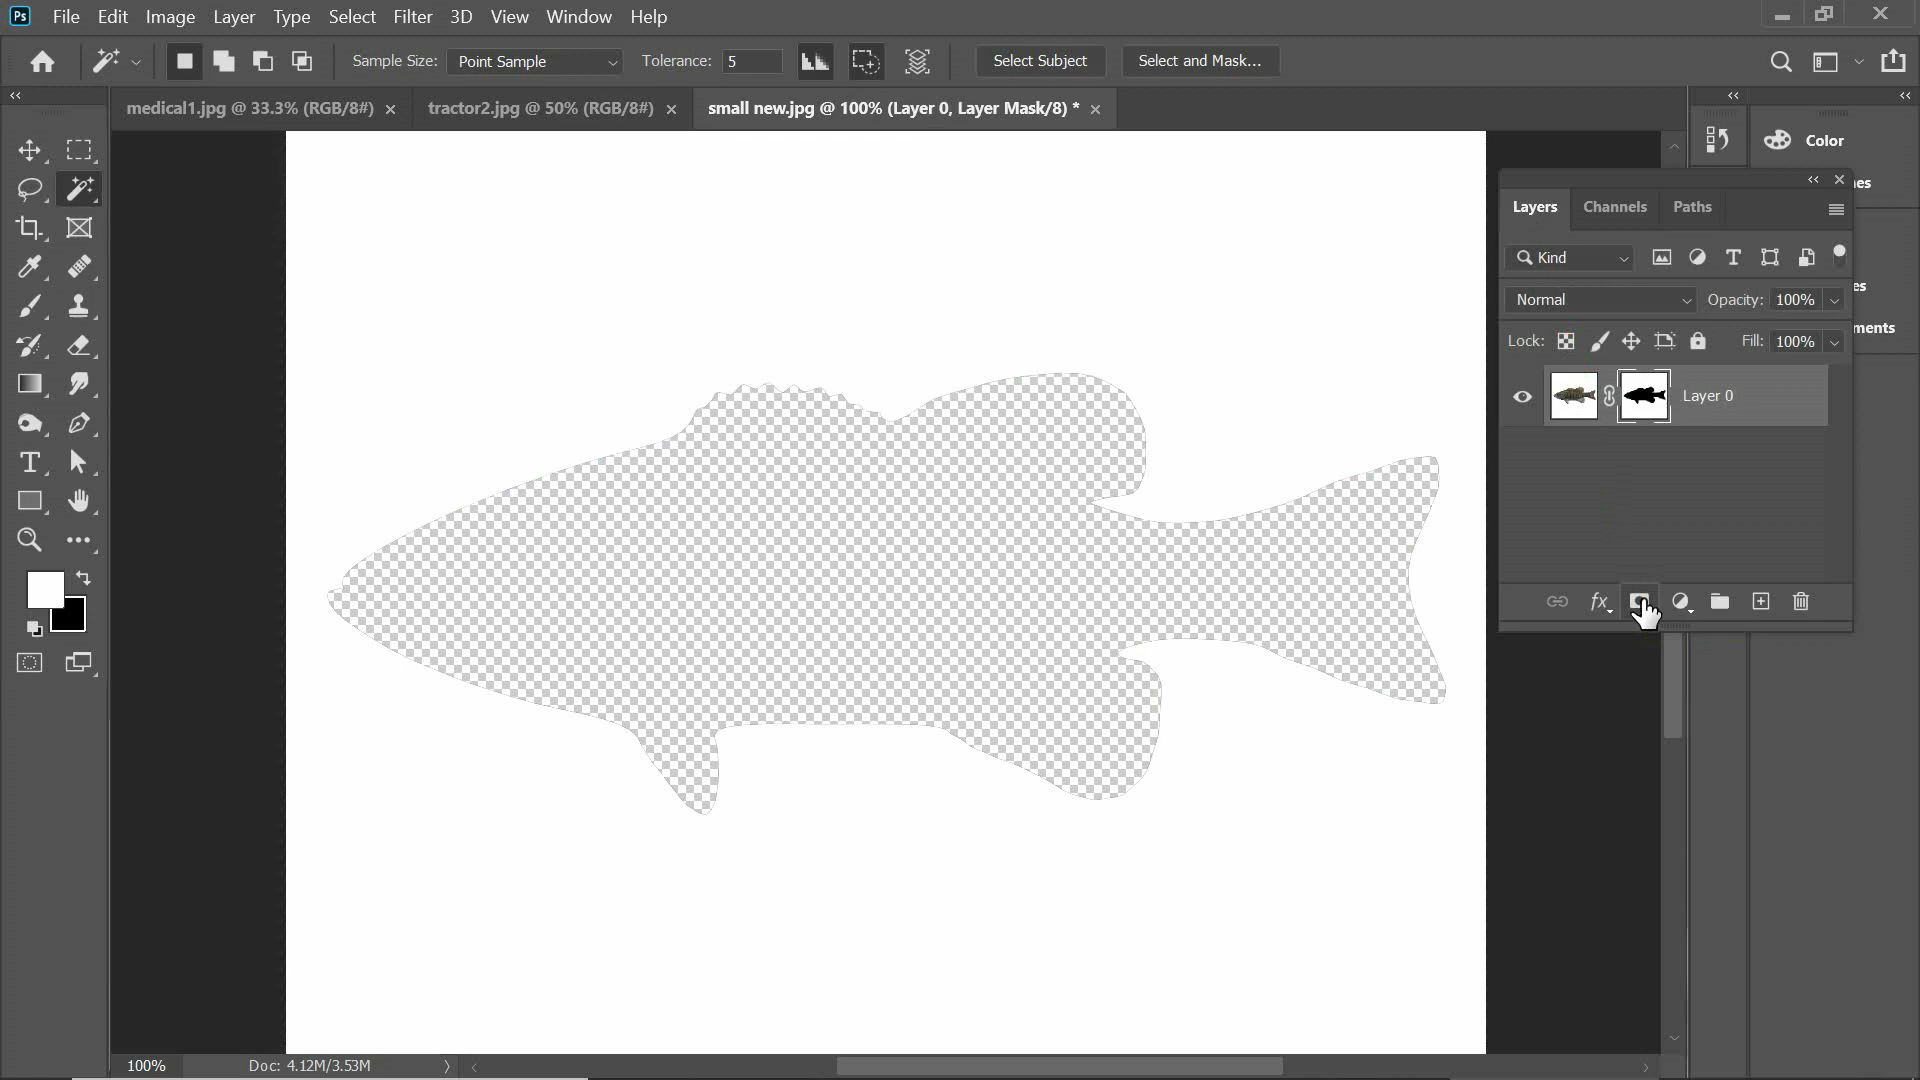 Ps File Edit Image Layer Type Select Filter 3D View Window Help
Sample Size: Point Sample Tolerance: 5 Select Subject Select and Mask...
medical1.jpg @ 33.3% (RGB/8#) tractor2.jpg @ 50% (RGB/8#) small new.jpg @ 100% (Layer 0, Layer Mask/8) *
Color
es
Layers Channels Paths
Kind
Normal Opacity: 100%
es
Lock: Fill: 100%
ments
Layer 0
fx
100% Doc: 4.12M/3.53M